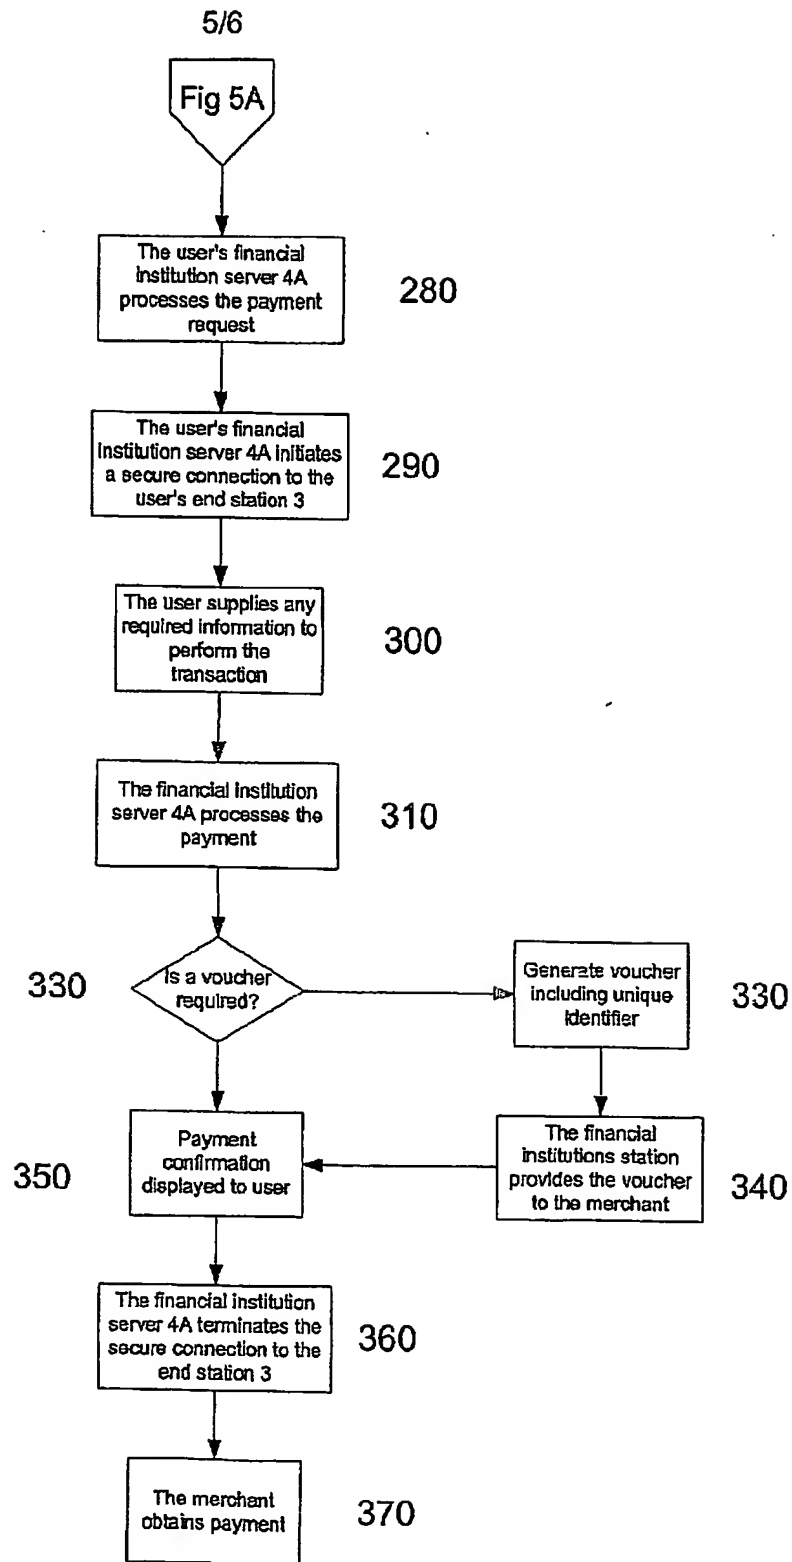 5/6
Fig 5A
The user's financial
institution server 4A
processes the payment
request
280
The user's financial
institution server 4A initiates
a secure connection to the
user's end station 3
290
The user supplies any
required information to
perform the
transaction
300
The financial institution
server 4A processes the
payment
310
330
Is a voucher
required?
Generate voucher
including unique
identifier
330
350
Payment
confirmation
displayed to user
The financial
institutions station
provides the voucher
to the merchant
340
The financial institution
server 4A terminates the
secure connection to the
end station 3
360
The merchant
obtains payment
370